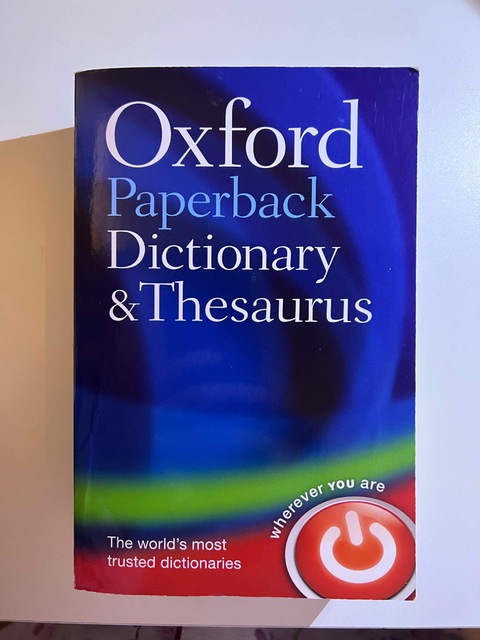 Oxford
Paperback
Dictionary
&Thesaurus
wherever YOU are
The world's most
trusted dictionaries